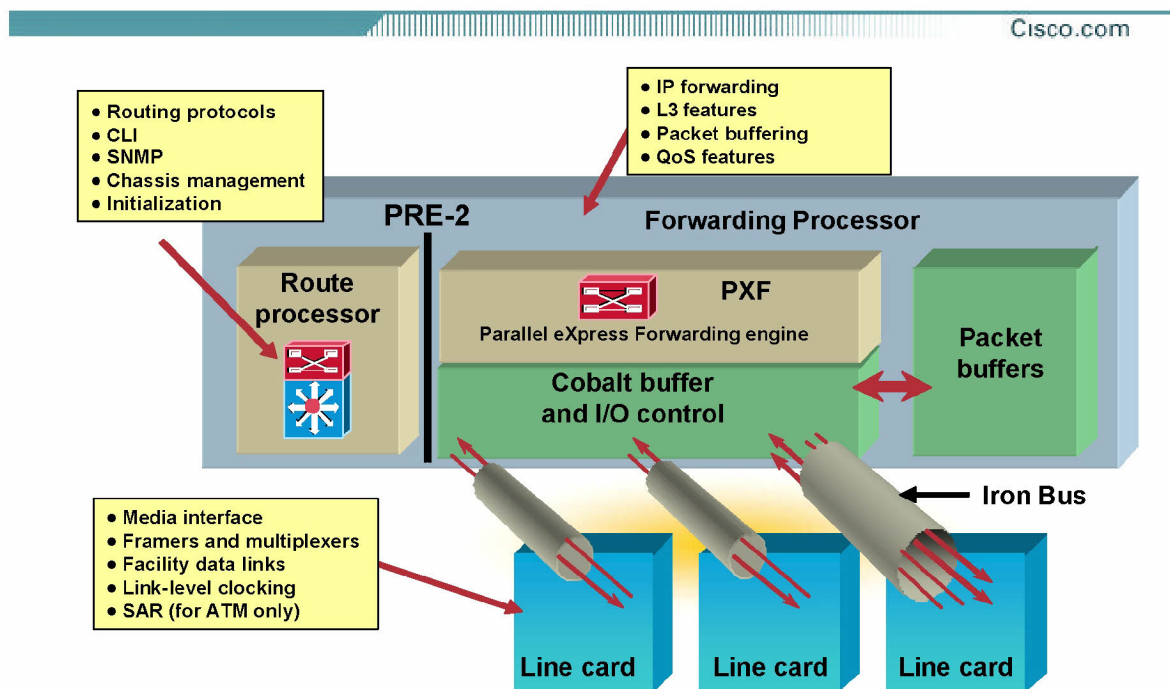 Cisco.com
• Routing protocols
• CLI
• SNMP
• Chassis management
• Initialization
• IP forwarding
• L3 features
• Packet buffering
• QoS features
PRE-2
Forwarding Processor
Route
processor
PXF
Parallel eXpress Forwarding engine
Cobalt buffer
and I/O control
Packet
buffers
Iron Bus
• Media interface
• Framers and multiplexers
• Facility data links
• Link-level clocking
• SAR (for ATM only)
Line card
Line card
Line card